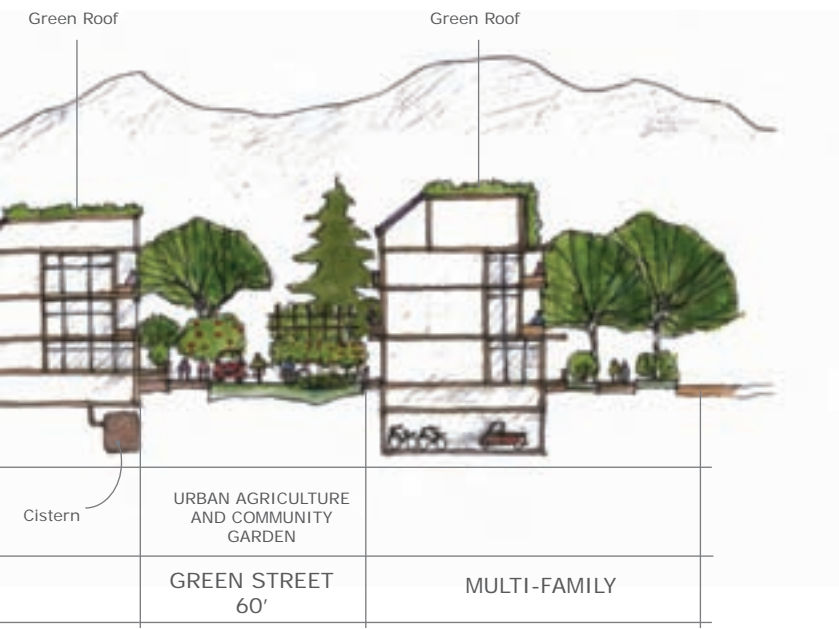 Green Roof
Green Roof
Cistern
URBAN AGRICULTURE
AND COMMUNITY
GARDEN
GREEN STREET
60'
MULTI-FAMILY